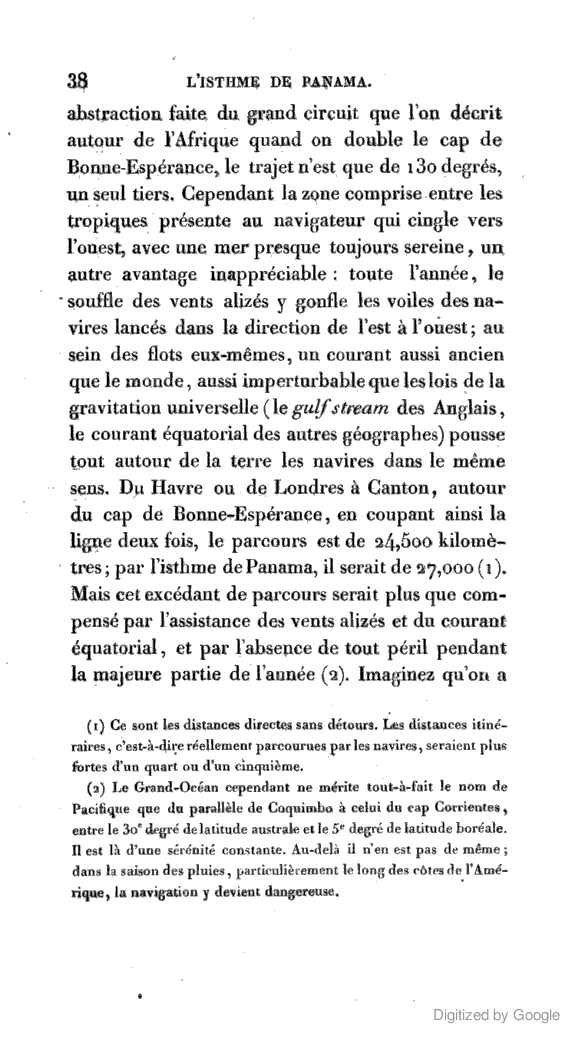 38 L'ISTHME DE PANAMA.
abstraction faite du grand circuit que l'on décrit
autour de l'Afrique quand on double le cap de
Bonne-Espérance, le trajet n'est que de 130 degrés,
un seul tiers. Cependant la zone comprise entre les
tropiques présente au navigateur qui cingle vers
l'ouest, avec une mer presque toujours sereine, un
autre avantage inappréciable : toute l'année, le
souffle des vents alizés y gonfle les voiles des na-
vires lancés dans la direction de l'est à l'ouest; au
sein des flots eux-mêmes, un courant aussi ancien
que le monde, aussi imperturbable que les lois de la
gravitation universelle (le gulf stream des Anglais,
le courant équatorial des autres géographes) pousse
tout autour de la terre les navires dans le même
sens. Du Havre ou de Londres à Canton, autour
du cap de Bonne-Espérance, en coupant ainsi la
ligne deux fois, le parcours est de 24,500 kilomè-
tres; par l'isthme de Panama, il serait de 27,000 (1).
Mais cet excédant de parcours serait plus que com-
pensé par l'assistance des vents alizés et du courant
équatorial, et par l'absence de tout péril pendant
la majeure partie de l'année (2). Imaginez qu'on a
(1) Ce sont les distances directes sans détours. Les distances itiné-
raires, c'est-à-dire réellement parcourues par les navires, seraient plus
fortes d'un quart ou d'un cinquième.
(2) Le Grand-Océan cependant ne mérite tout-à-fait le nom de
Pacifique que du parallèle de Coquimbo à celui du cap Corrientes,
entre le 30e degré de latitude australe et le 5e degré de latitude boréale.
Il est là d'une sérénité constante. Au-delà il n'en est pas de même;
dans la saison des pluies, particulièrement le long des côtes de l'Amé-
rique, la navigation y devient dangereuse.
Digitized by Google